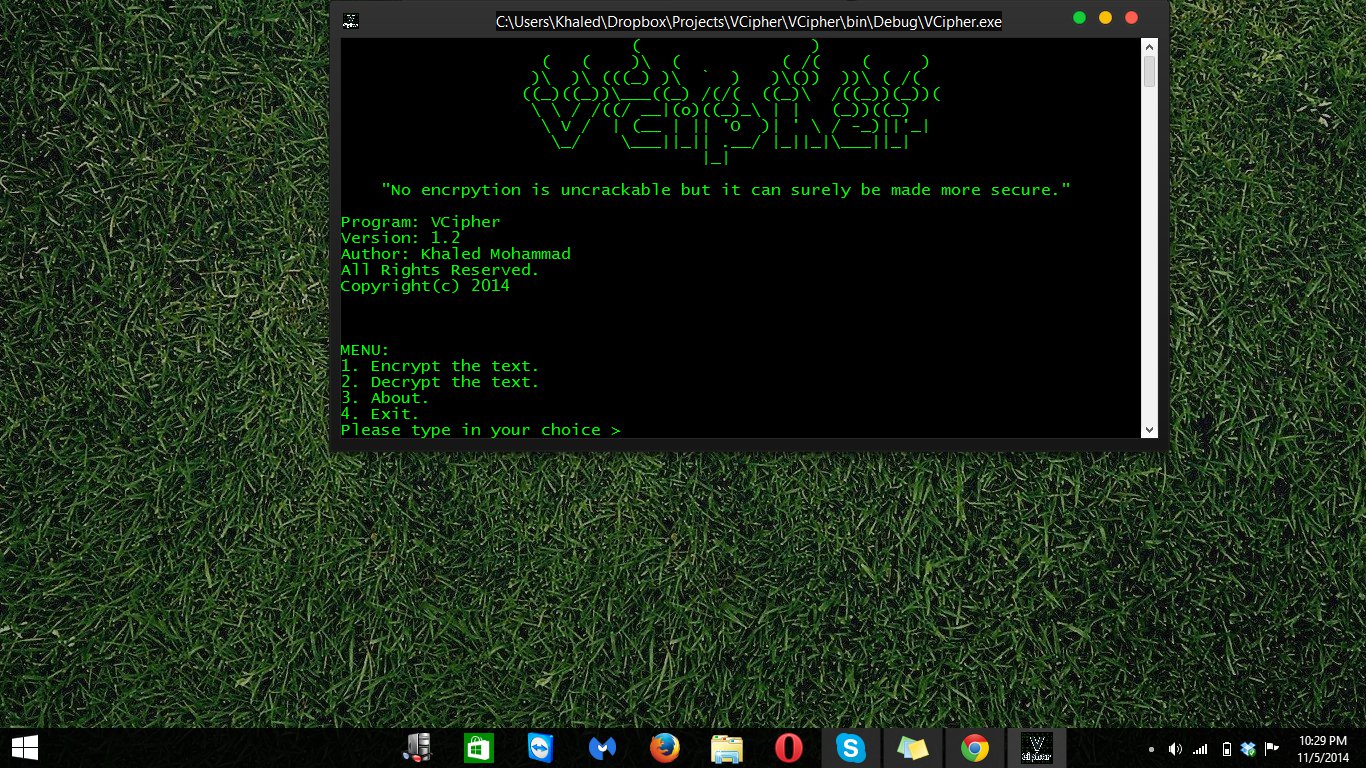 C:\Users\Khaled\Dropbox\Projects\VCipher\VCipher\bin\Debug\VCipher.exe
VCipher
"No encrpytion is uncrackable but it can surely be made more secure."
Program: VCipher
Version: 1.2
Author: Khaled Mohammad
All Rights Reserved.
Copyright(c) 2014
MENU:
1. Encrypt the text.
2. Decrypt the text.
3. About.
4. Exit.
Please type in your choice >
10:29 PM
11/5/2014